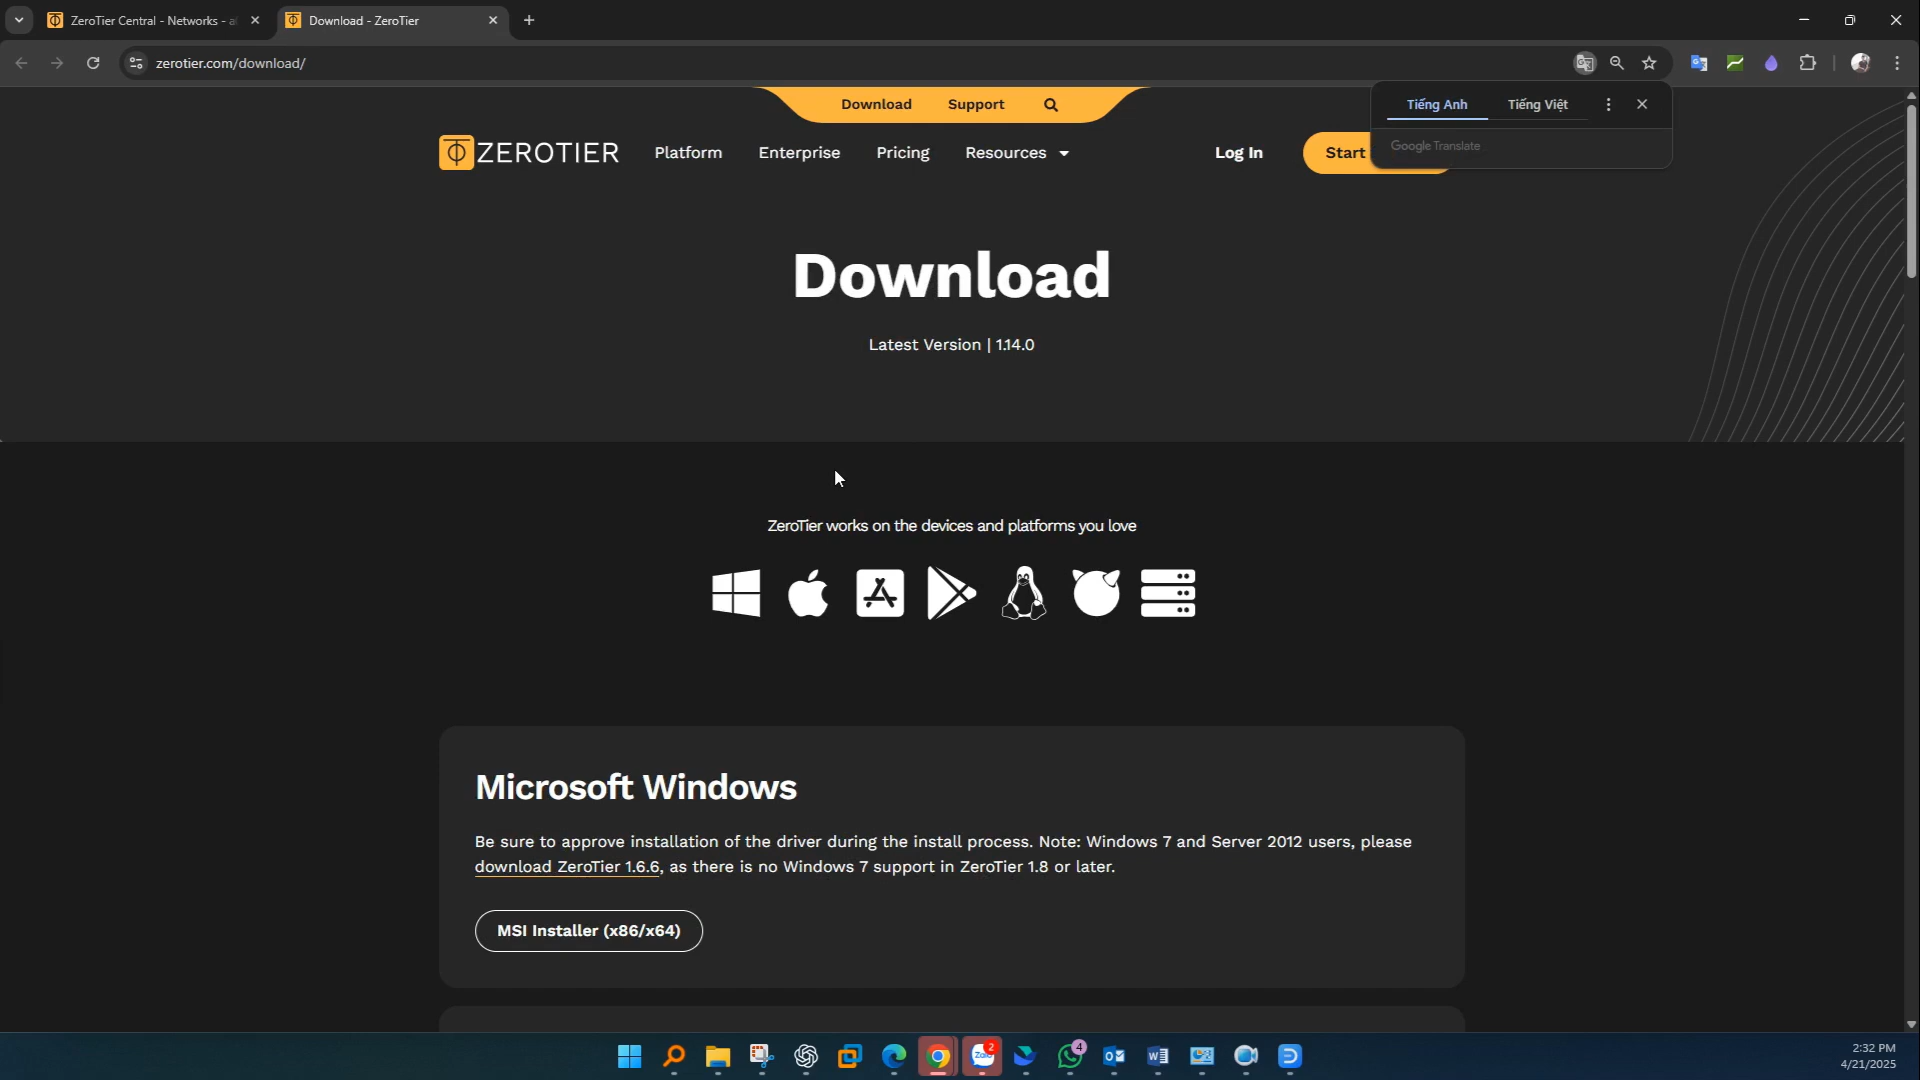 ZeroTier Central - Networks - a
Download - ZeroTier
zerotier.com/download/
Download
Support
Tiếng Anh
Tiếng Việt
Google Translate
ZEROTIER
Platform
Enterprise
Pricing
Resources
Log In
Start
Download
Latest Version | 1.14.0
ZeroTier works on the devices and platforms you love
Microsoft Windows
Be sure to approve installation of the driver during the install process. Note: Windows 7 and Server 2012 users, please
download ZeroTier 1.6.6, as there is no Windows 7 support in ZeroTier 1.8 or later.
MSI Installer (x86/x64)
Zalo
2
4
2:32 PM
4/21/2025